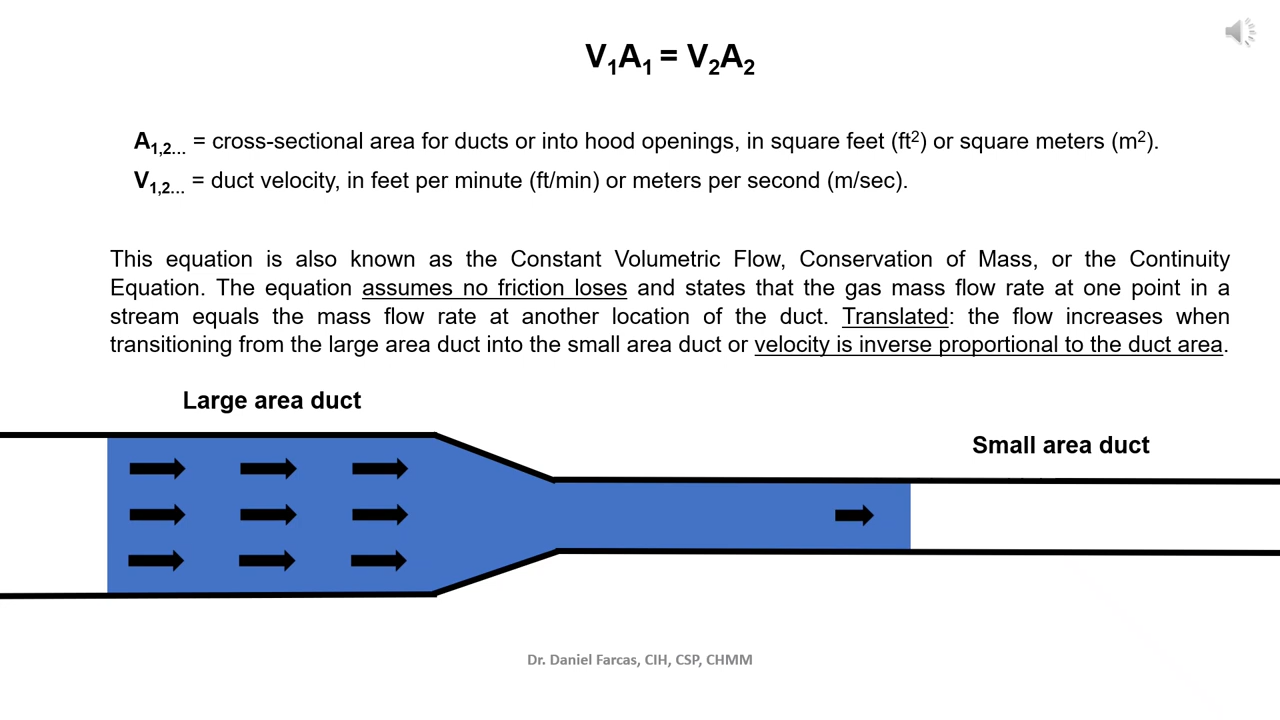 V₁A₁ = V₂A₂
A₁,₂... = cross-sectional area for ducts or into hood openings, in square feet (ft²) or square meters (m²).
V₁,₂... = duct velocity, in feet per minute (ft/min) or meters per second (m/sec).
This equation is also known as the Constant Volumetric Flow, Conservation of Mass, or the Continuity
Equation. The equation assumes no friction loses and states that the gas mass flow rate at one point in a
stream equals the mass flow rate at another location of the duct. Translated: the flow increases when
transitioning from the large area duct into the small area duct or velocity is inverse proportional to the duct area.
Large area duct
Small area duct
Dr. Daniel Farcas, CIH, CSP, CHMM